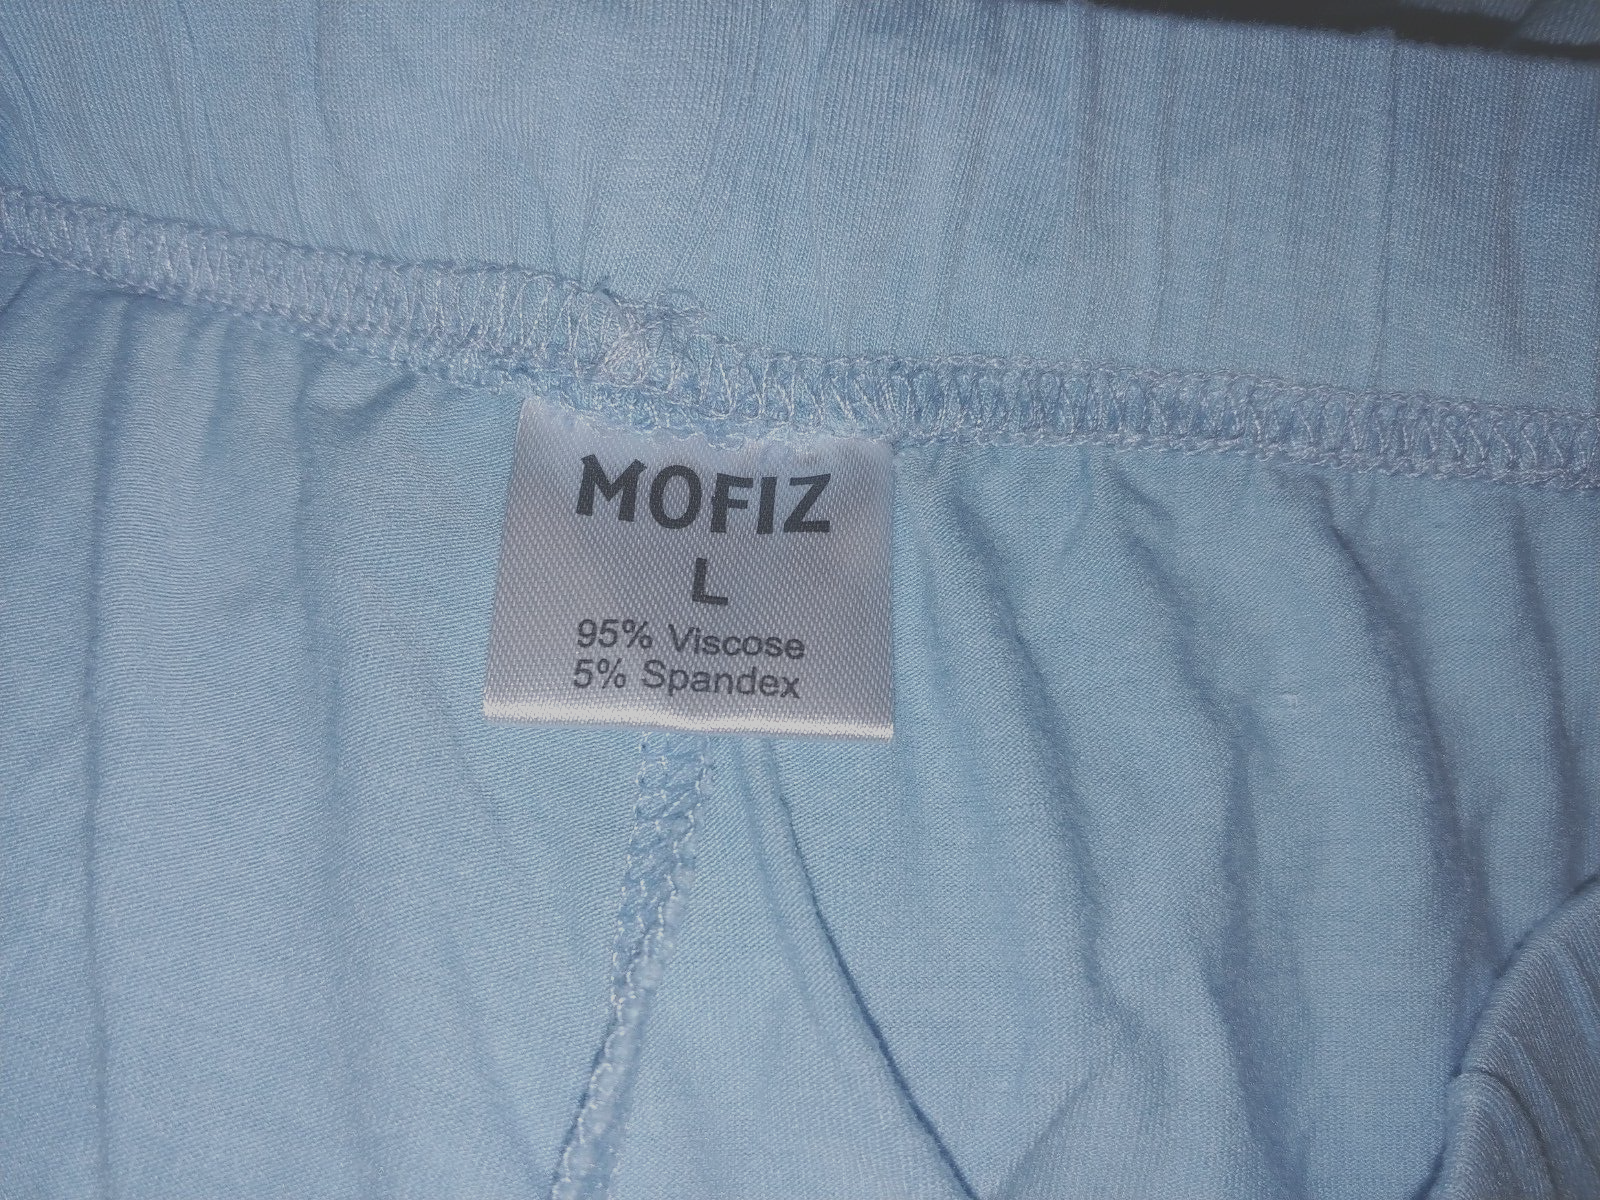 MOFIZ
L
95% Viscose
5% Spandex